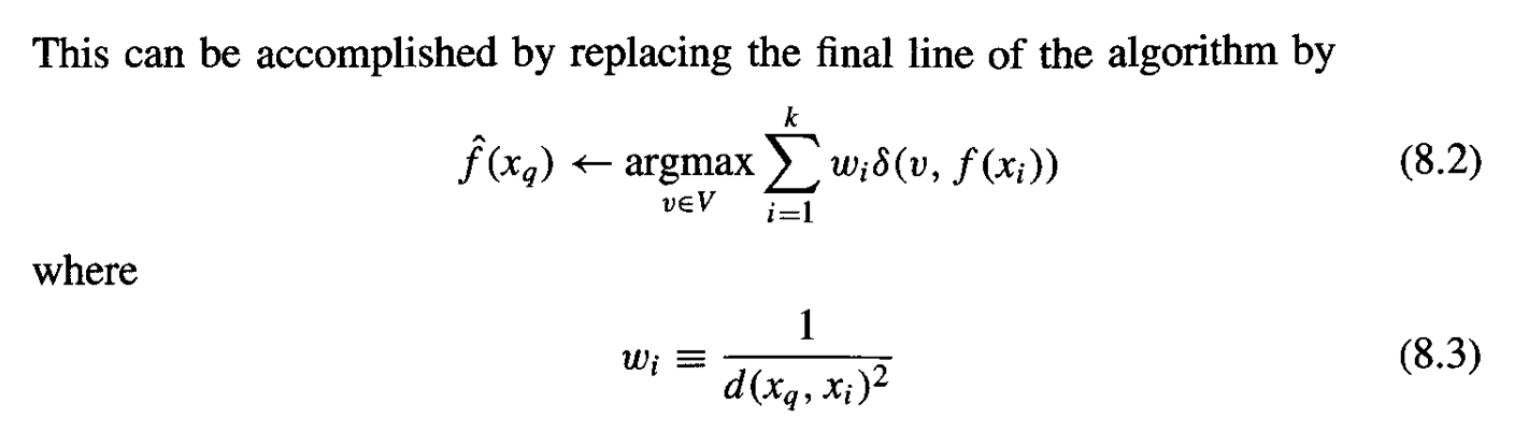 This can be accomplished by replacing the final line of the algorithm by
$$\hat{f}(x_q) \leftarrow \underset{v \in V}{\operatorname{argmax}} \sum_{i=1}^{k} w_i \delta(v, f(x_i)) \quad (8.2)$$
where
$$w_i \equiv \frac{1}{d(x_q, x_i)^2} \quad (8.3)$$